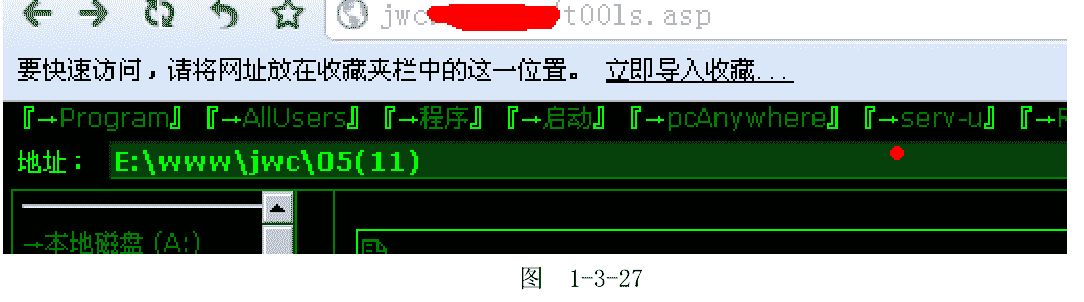 jwc t00ls.asp
要快速访问，请将网址放在收藏夹栏中的这一位置。 立即导入收藏...
『→Program』『→AllUsers』『→程序』『→启动』『→pcAnywhere』『→serv-u』『→R
地址： E:\www\jwc\05(11)
→本地磁盘 (A:)
图 1-3-27